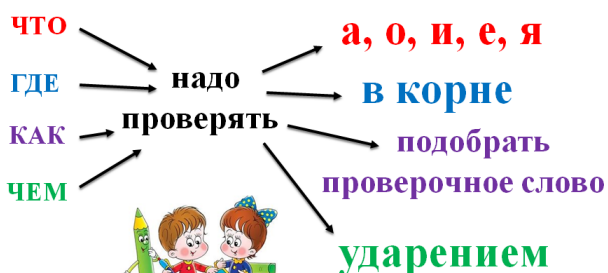 ЧТО
ГДЕ
КАК
ЧЕМ
надо
проверять
а, о, и, е, я
в корне
подобрать
проверочное слово
ударением